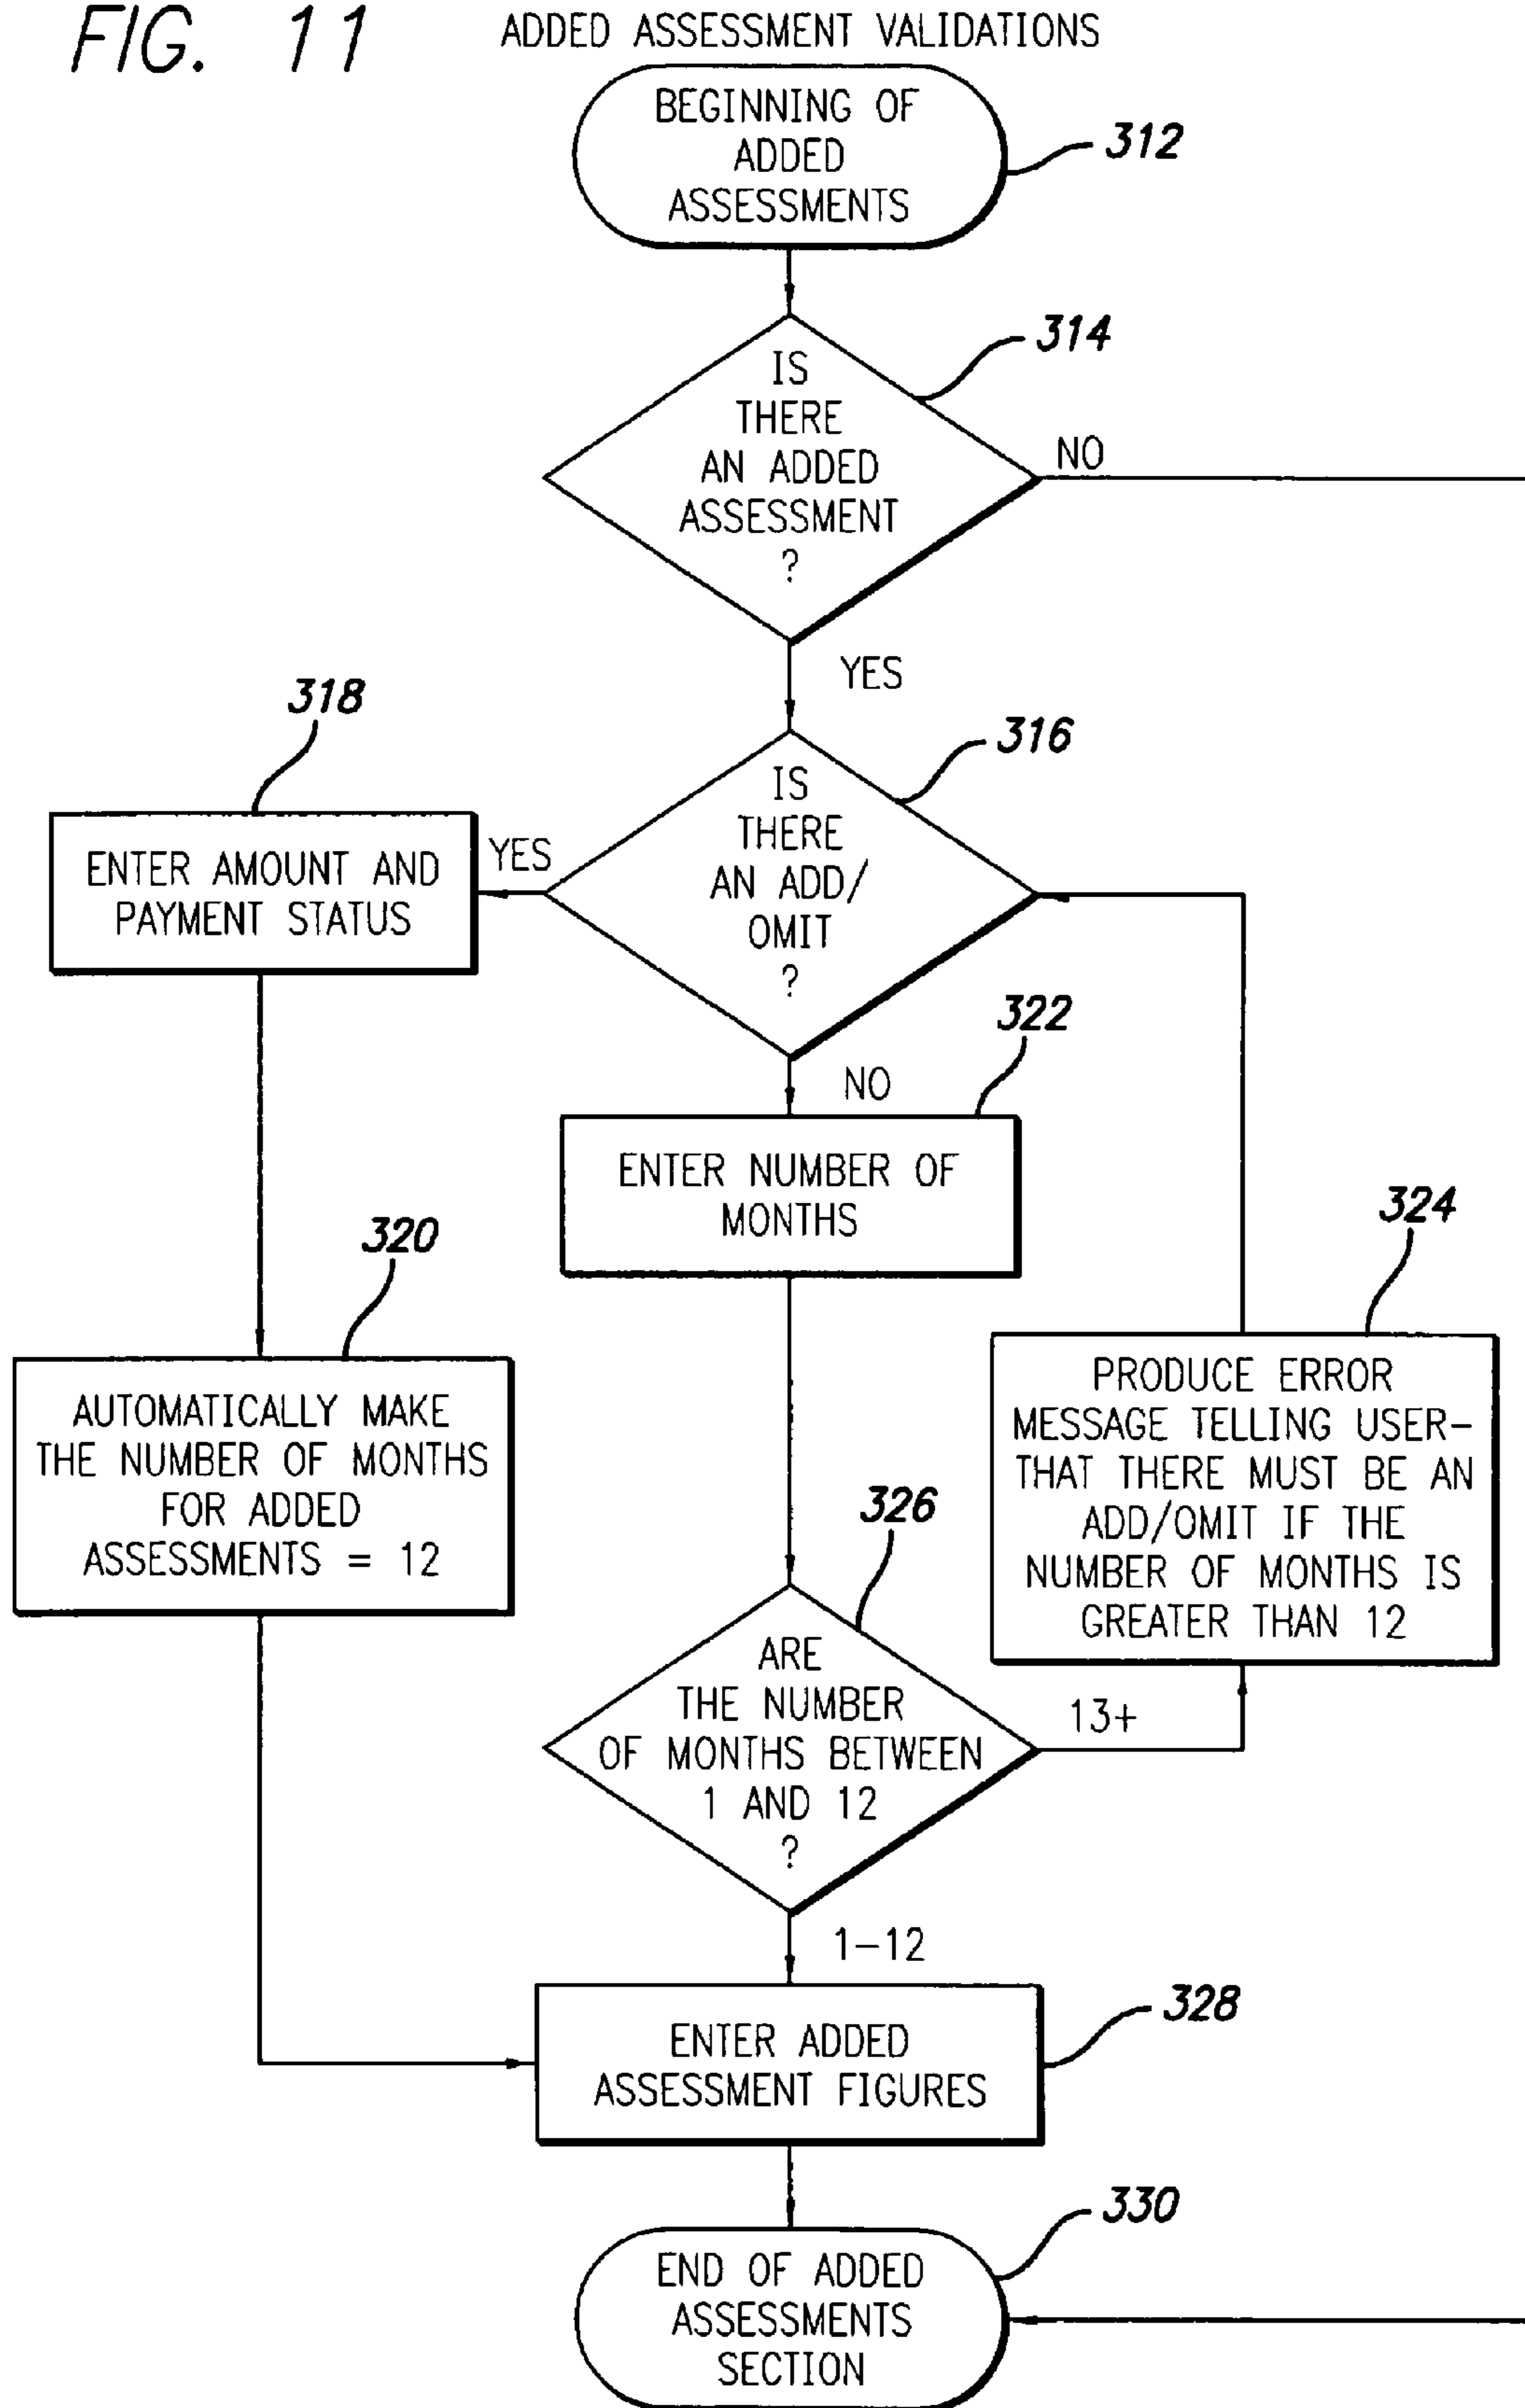 FIG. 11
ADDED ASSESSMENT VALIDATIONS
BEGINNING OF
ADDED
ASSESSMENTS
312
IS
THERE
AN ADDED
ASSESSMENT
?
314
NO
YES
318
316
IS
THERE
AN ADD/
OMIT
?
YES
ENTER AMOUNT AND
PAYMENT STATUS
NO
322
ENTER NUMBER OF
MONTHS
320
AUTOMATICALLY MAKE
THE NUMBER OF MONTHS
FOR ADDED
ASSESSMENTS = 12
324
PRODUCE ERROR
MESSAGE TELLING USER-
THAT THERE MUST BE AN
ADD/OMIT IF THE
NUMBER OF MONTHS IS
GREATER THAN 12
326
ARE
THE NUMBER
OF MONTHS BETWEEN
1 AND 12
?
13+
1-12
328
ENTER ADDED
ASSESSMENT FIGURES
330
END OF ADDED
ASSESSMENTS
SECTION